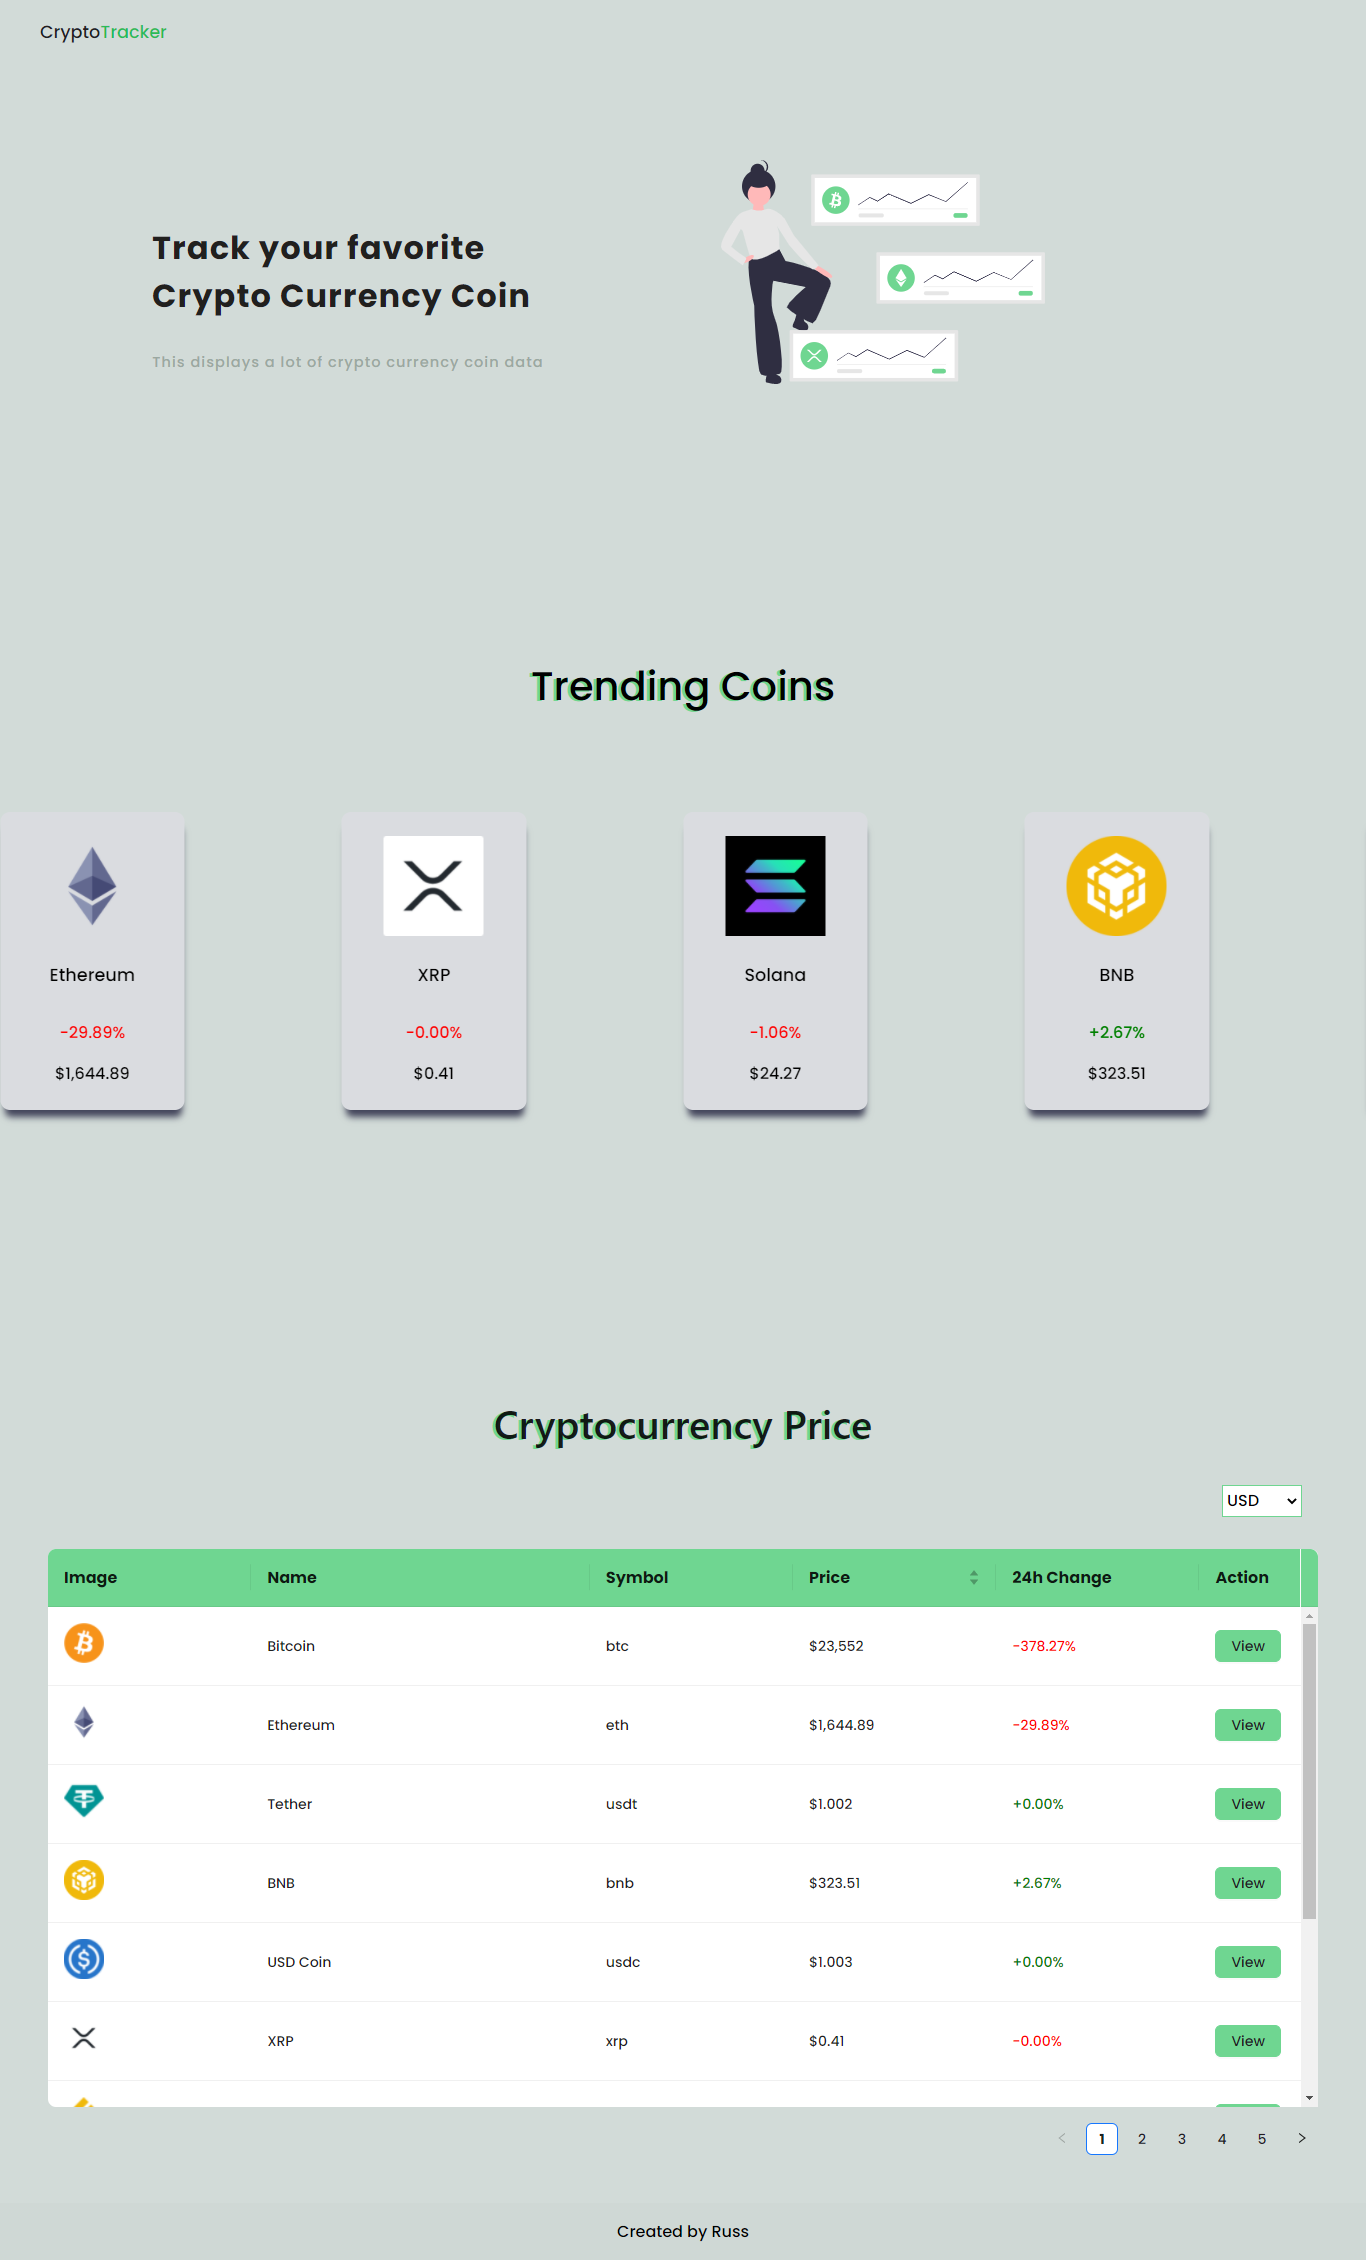 CryptoTracker
Track your favorite
Crypto Currency Coin
This displays a lot of crypto currency coin data
Trending Coins
Ethereum
-29.89%
$1,644.89
XRP
-0.00%
$0.41
Solana
-1.06%
$24.27
BNB
+2.67%
$323.51
Cryptocurrency Price
USD
Image Name Symbol Price 24h Change Action
Bitcoin btc $23,552 -378.27% View
Ethereum eth $1,644.89 -29.89% View
Tether usdt $1.002 +0.00% View
BNB bnb $323.51 +2.67% View
USD Coin usdc $1.003 +0.00% View
XRP xrp $0.41 -0.00% View
1 2 3 4 5
Created by Russ